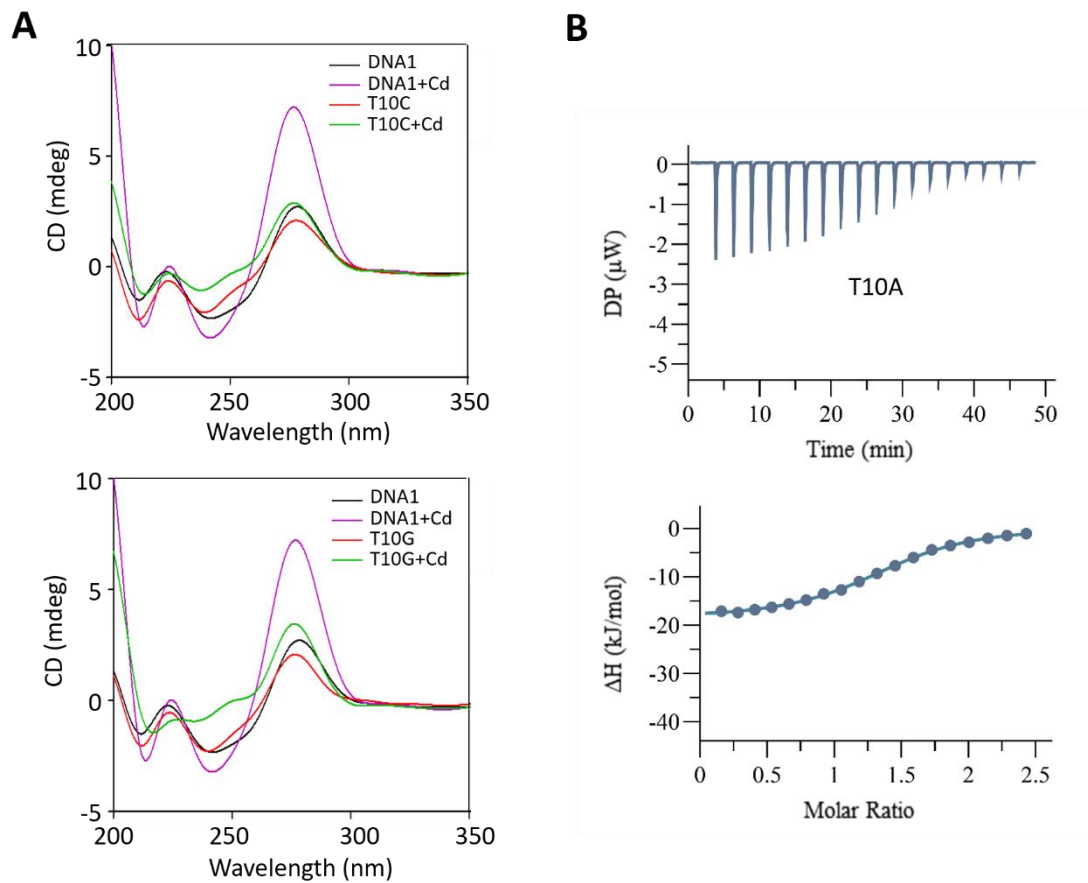 A
10
5
0
-5
CD (mdeg)
DNA1
DNA1+Cd
T10C
T10C+Cd
200
250
300
350
Wavelength (nm)
10
5
0
-5
CD (mdeg)
DNA1
DNA1+Cd
T10G
T10G+Cd
200
250
300
350
Wavelength (nm)
B
0
-1
-2
-3
-4
-5
DP (μW)
T10A
0
10
20
30
40
50
Time (min)
0
-10
-20
-30
-40
ΔH (kJ/mol)
0
0.5
1
1.5
2
2.5
Molar Ratio